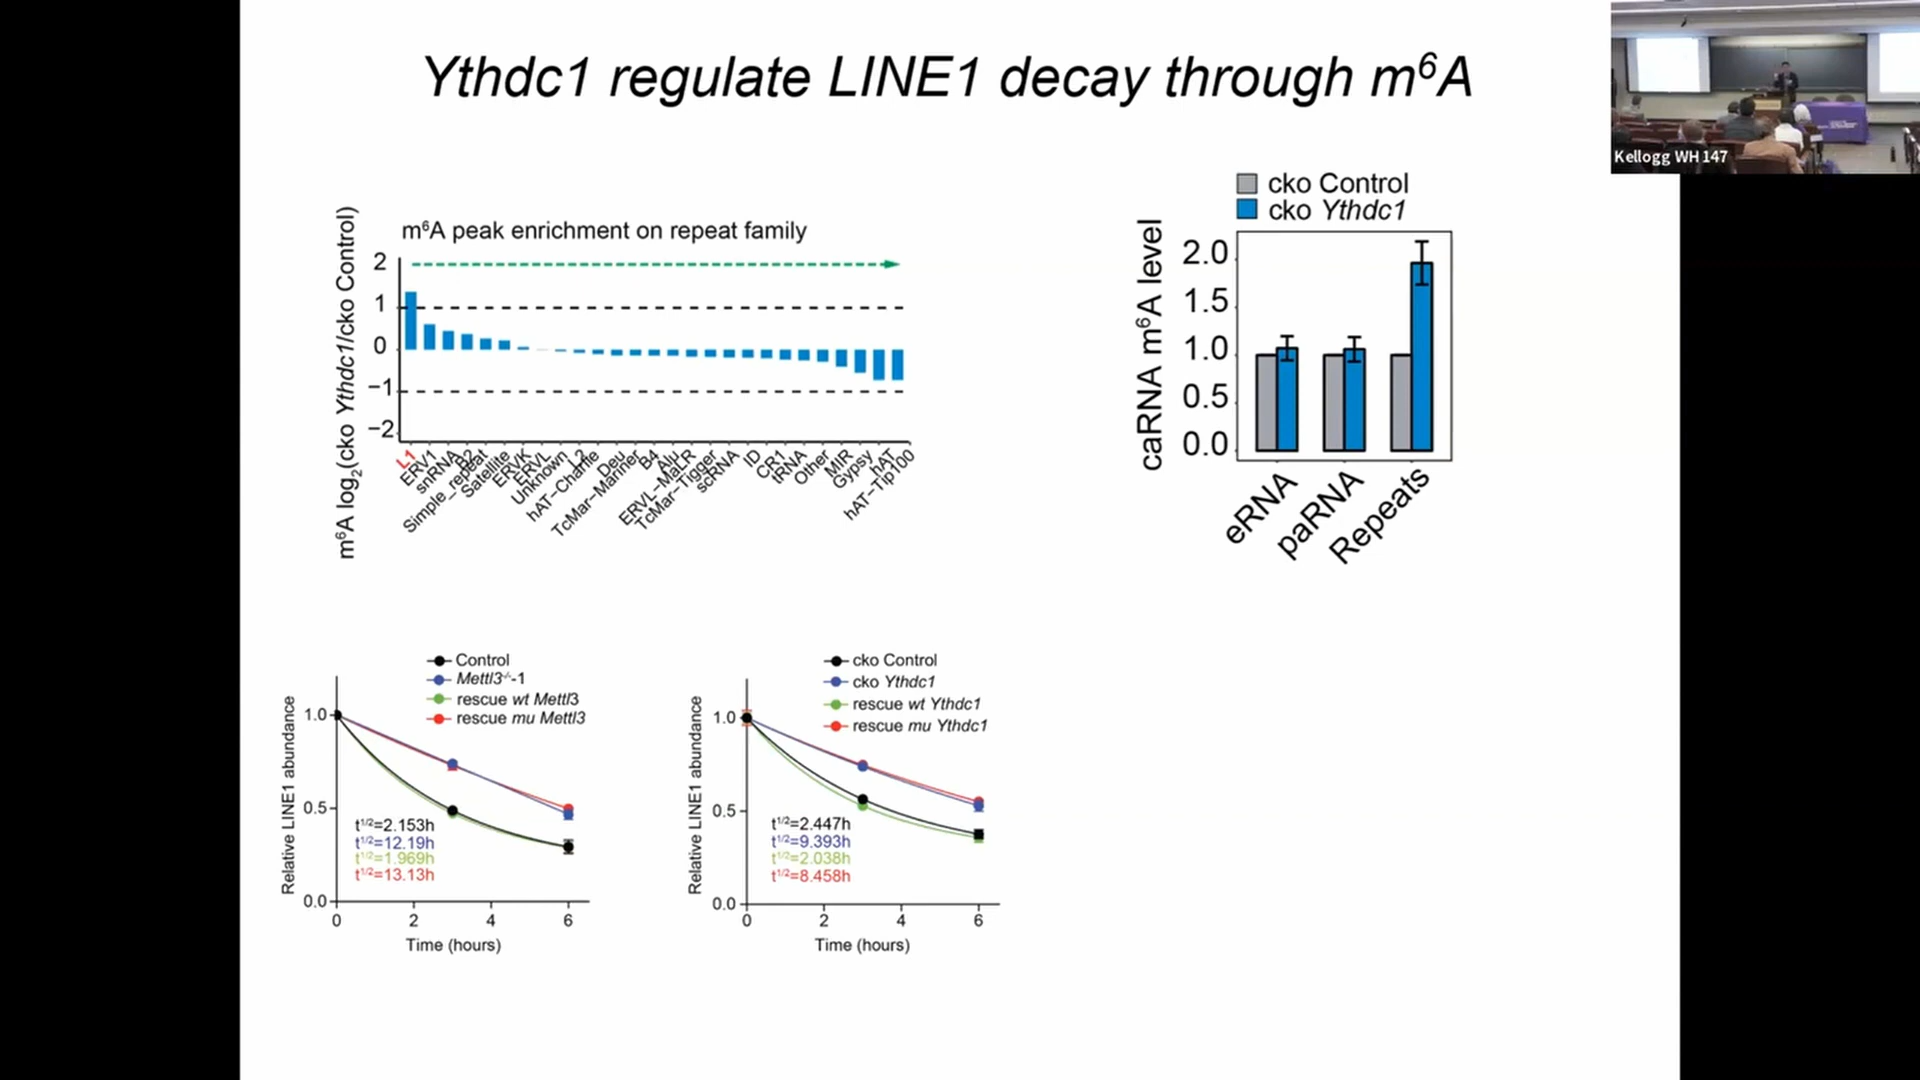 Ythdc1 regulate LINE1 decay through m⁶A
Kellogg WH 147
m⁶A peak enrichment on repeat family
m⁶A log₂(cko Ythdc1/cko Control)
2
1
0
−1
−2
L1
ERV1
snRNA
B2
Simple_repeat
Satellite
ERVK
ERVL
Unknown
L2
hAT−Charlie
Deu
TcMar−Mariner
B4
Alu
ERVL−MaLR
TcMar−Tigger
scRNA
ID
CR1
tRNA
Other
MIR
Gypsy
hAT
hAT−Tip100
cko Control
cko Ythdc1
caRNA m⁶A level
2.0
1.5
1.0
0.5
0.0
eRNA
paRNA
Repeats
Control
Mettl3⁻/⁻-1
rescue wt Mettl3
rescue mu Mettl3
Relative LINE1 abundance
1.0
0.5
0.0
t¹/²=2.153h
t¹/²=12.19h
t¹/²=1.969h
t¹/²=13.13h
0 2 4 6
Time (hours)
cko Control
cko Ythdc1
rescue wt Ythdc1
rescue mu Ythdc1
Relative LINE1 abundance
1.0
0.5
0.0
t¹/²=2.447h
t¹/²=9.393h
t¹/²=2.038h
t¹/²=8.458h
0 2 4 6
Time (hours)